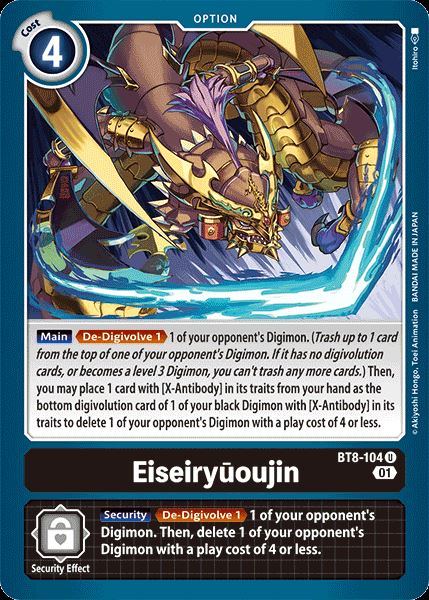 OPTION
Cost
4
Itohiro
Main De-Digivolve 1 1 of your opponent's Digimon. (Trash up to 1 card
from the top of one of your opponent's Digimon. If it has no digivolution
cards, or becomes a level 3 Digimon, you can't trash any more cards.) Then,
you may place 1 card with [X-Antibody] in its traits from your hand as the
bottom digivolution card of 1 of your black Digimon with [X-Antibody] in its
traits to delete 1 of your opponent's Digimon with a play cost of 4 or less.
© Akiyoshi Hongo, Toei Animation BANDAI MADE IN JAPAN
BT8-104 U
Eiseiryūoujin
01
Security De-Digivolve 1 1 of your opponent's
Digimon. Then, delete 1 of your opponent's
Digimon with a play cost of 4 or less.
Security Effect